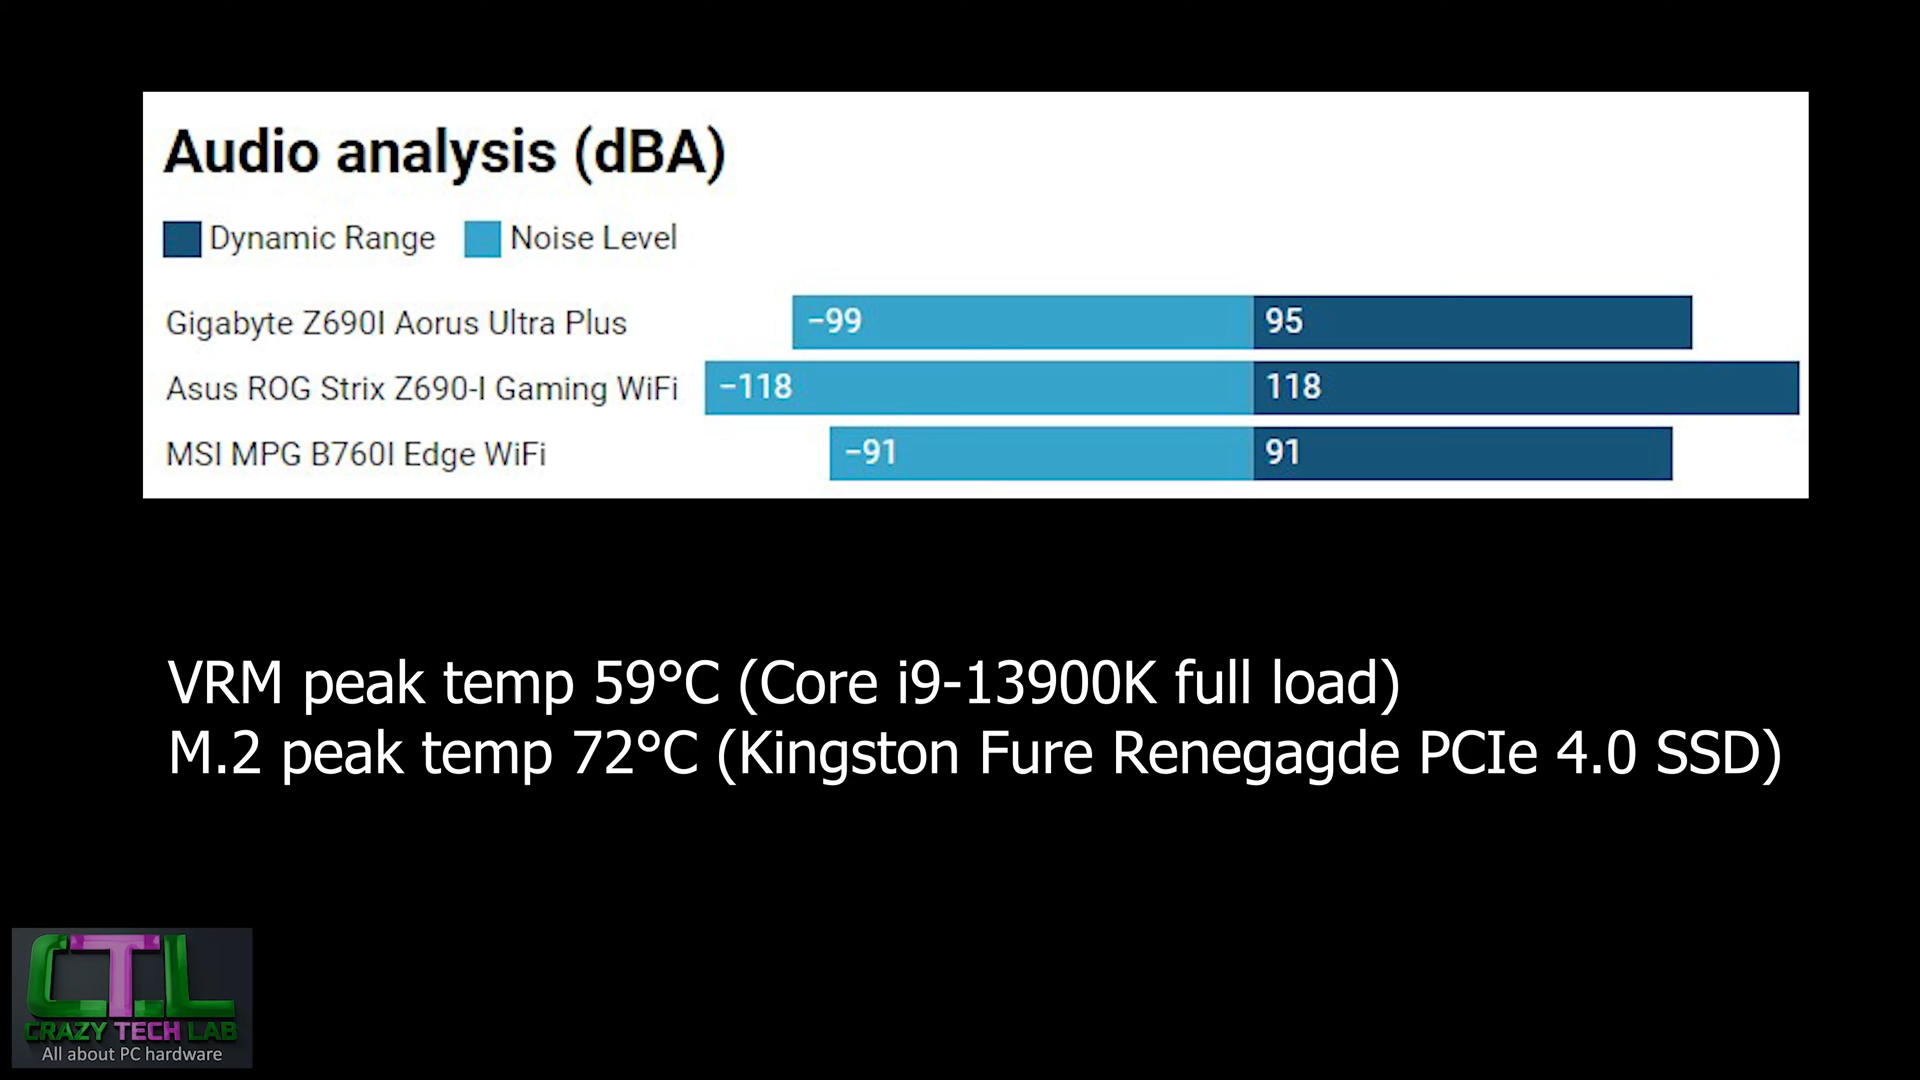 Audio analysis (dBA)
Dynamic Range Noise Level
Gigabyte Z690I Aorus Ultra Plus −99 95
Asus ROG Strix Z690-I Gaming WiFi −118 118
MSI MPG B760I Edge WiFi −91 91
VRM peak temp 59°C (Core i9-13900K full load)
M.2 peak temp 72°C (Kingston Fure Renegagde PCIe 4.0 SSD)
CTL
CRAZY TECH LAB
All about PC hardware